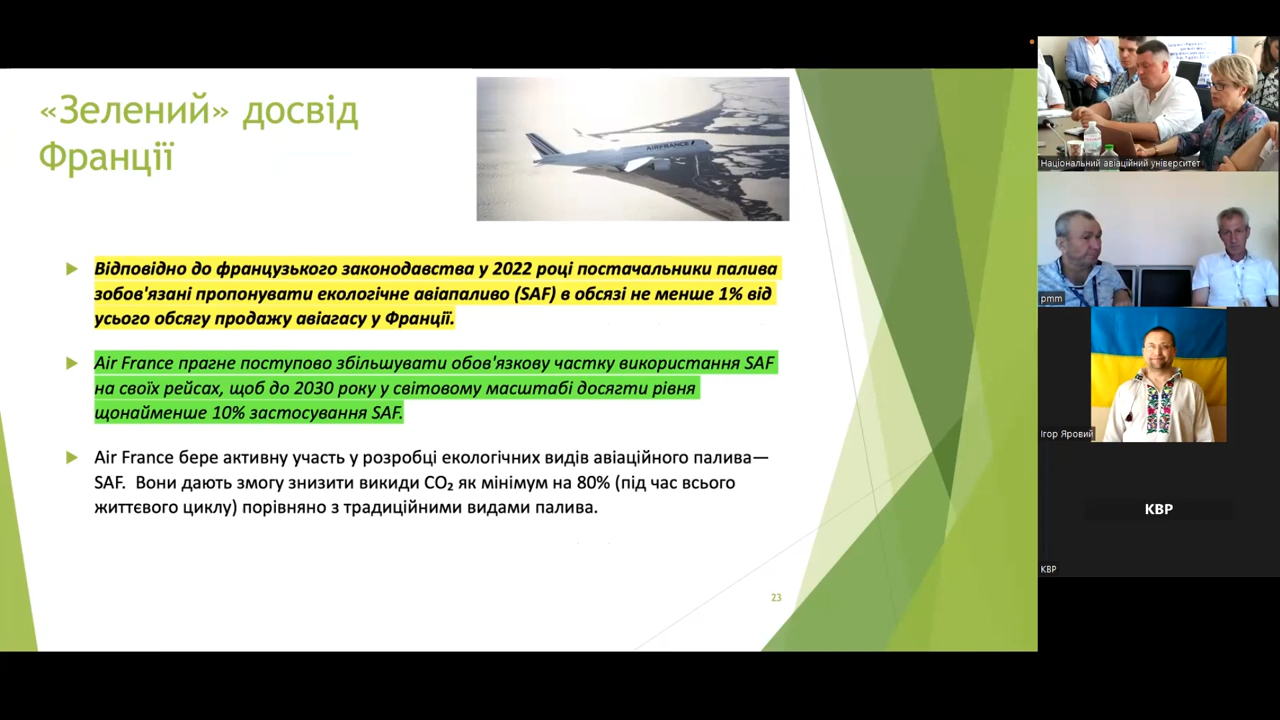 «Зелений» досвід
Франції
AIRFRANCE
Відповідно до французького законодавства у 2022 році постачальники палива
зобов'язані пропонувати екологічне авіапаливо (SAF) в обсязі не менше 1% від
усього обсягу продажу авіагасу у Франції.
Air France прагне поступово збільшувати обов'язкову частку використання SAF
на своїх рейсах, щоб до 2030 року у світовому масштабі досягти рівня
щонайменше 10% застосування SAF.
Air France бере активну участь у розробці екологічних видів авіаційного палива—
SAF. Вони дають змогу знизити викиди CO₂ як мінімум на 80% (під час всього
життєвого циклу) порівняно з традиційними видами палива.
23
Національний авіаційний університет
pmm
Ігор Яровий
КВР
КВР